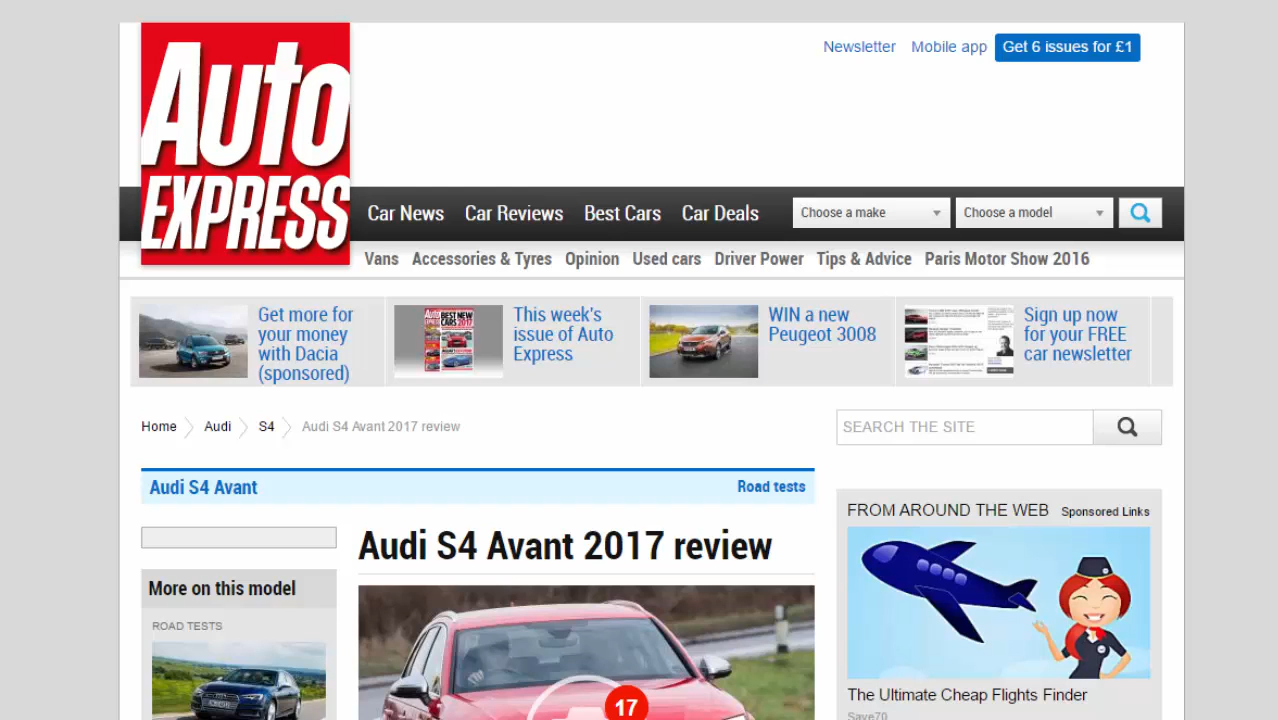 Auto
EXPRESS
Newsletter Mobile app Get 6 issues for £1
Car News Car Reviews Best Cars Car Deals Choose a make Choose a model
Vans Accessories & Tyres Opinion Used cars Driver Power Tips & Advice Paris Motor Show 2016
Get more for
your money
with Dacia
(sponsored)
This week's
issue of Auto
Express
WIN a new
Peugeot 3008
Sign up now
for your FREE
car newsletter
Home Audi S4 Audi S4 Avant 2017 review
SEARCH THE SITE
Audi S4 Avant Road tests
Audi S4 Avant 2017 review
More on this model
ROAD TESTS
17
FROM AROUND THE WEB Sponsored Links
The Ultimate Cheap Flights Finder
Save70